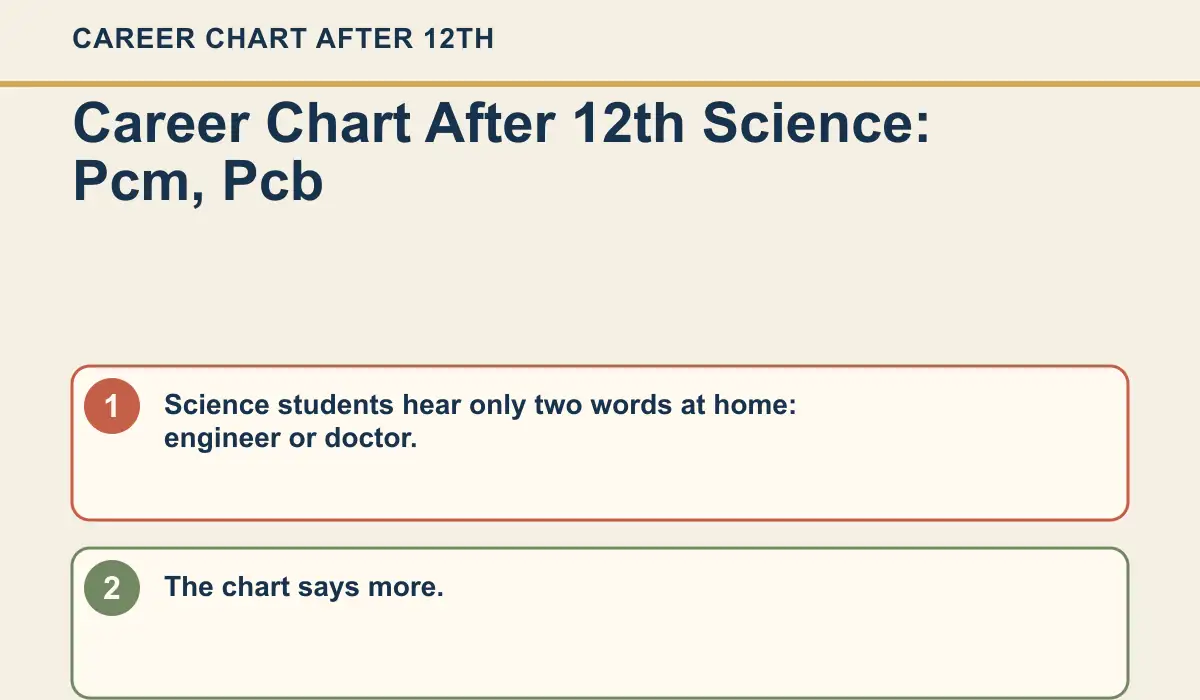 CAREER CHART AFTER 12TH
Career Chart After 12th Science:
Pcm, Pcb
1
Science students hear only two words at home:
engineer or doctor.
2
The chart says more.